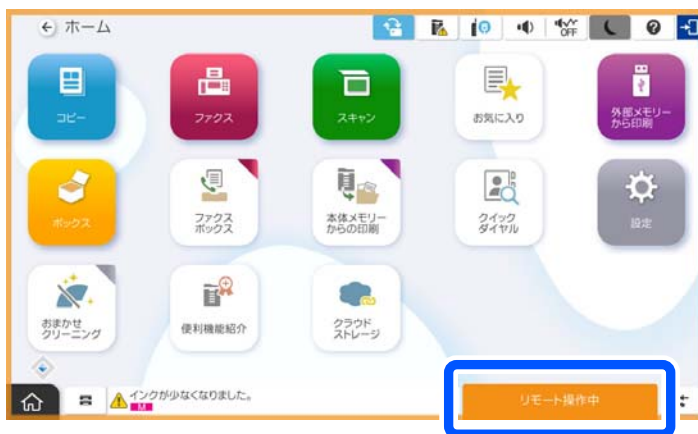 ホーム
OFF
コピー
ファクス
スキャン
お気に入り
外部メモリー
から印刷
ボックス
ファクス
ボックス
本体メモリー
からの印刷
クイック
ダイヤル
設定
おまかせ
クリーニング
便利機能紹介
クラウド
ストレージ
インクが少なくなりました。
M
リモート操作中